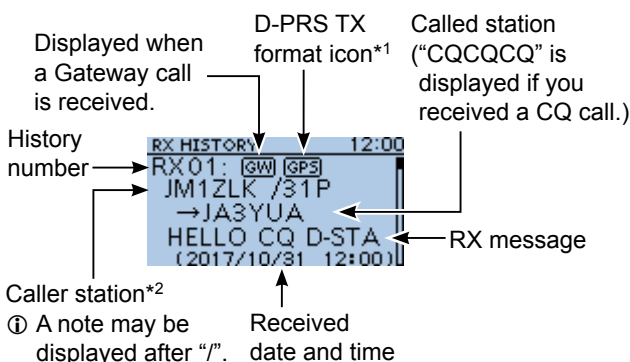 Displayed when
a Gateway call
is received.
D-PRS TX
format icon*1
Called station
(“CQCQCQ” is
displayed if you
received a CQ call.)
History
number
RX HISTORY 12:00
RX01: GW GPS
JM1ZLK /31P
→JA3YUA
HELLO CQ D-STA
(2017/10/31 12:00)
RX message
Caller station*2
ⓘ A note may be
displayed after “/”.
Received
date and time